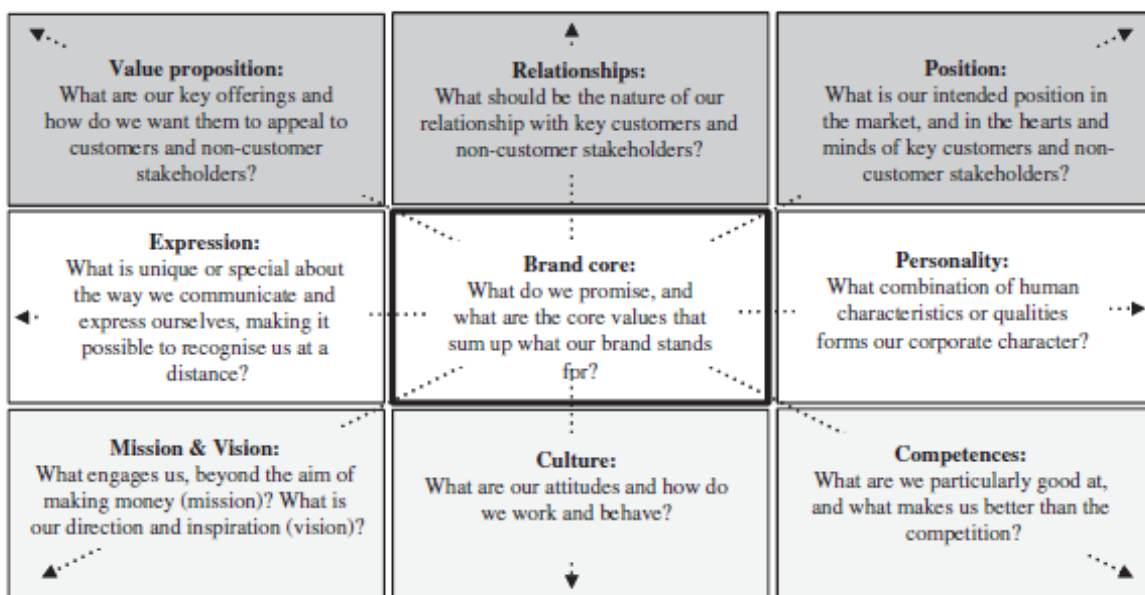 Value proposition:
What are our key offerings and
how do we want them to appeal to
customers and non-customer
stakeholders?
Relationships:
What should be the nature of our
relationship with key customers and
non-customer stakeholders?
Position:
What is our intended position in
the market, and in the hearts and
minds of key customers and non-
customer stakeholders?
Expression:
What is unique or special about
the way we communicate and
express ourselves, making it
possible to recognise us at a
distance?
Brand core:
What do we promise, and
what are the core values that
sum up what our brand stands
fpr?
Personality:
What combination of human
characteristics or qualities
forms our corporate character?
Mission & Vision:
What engages us, beyond the aim of
making money (mission)? What is
our direction and inspiration (vision)?
Culture:
What are our attitudes and how do
we work and behave?
Competences:
What are we particularly good at,
and what makes us better than the
competition?